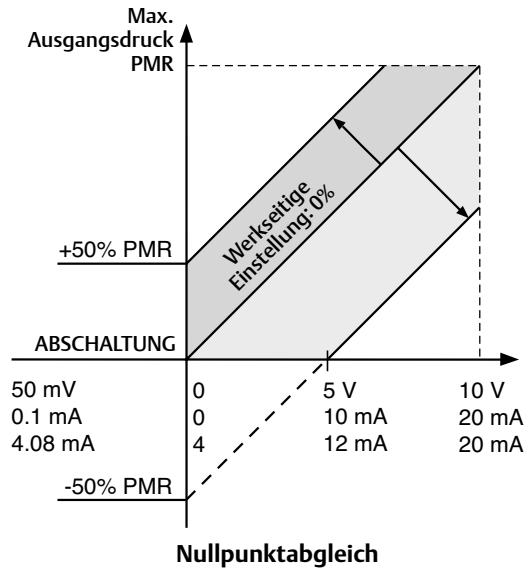 Max.
Ausgangsdruck
PMR
Werkseitige
Einstellung: 0%
+50% PMR
ABSCHALTUNG
50 mV 0 5 V 10 V
0.1 mA 0 10 mA 20 mA
4.08 mA 4 12 mA 20 mA
-50% PMR
Nullpunktabgleich